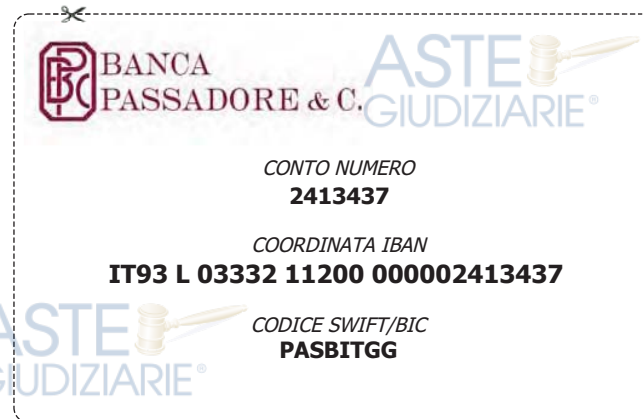 BANCA
PASSADORE & C.
ASTE
GIUDIZIARIE®
CONTO NUMERO
2413437
COORDINATA IBAN
IT93 L 03332 11200 000002413437
CODICE SWIFT/BIC
PASBITGG
ASTE
GIUDIZIARIE®